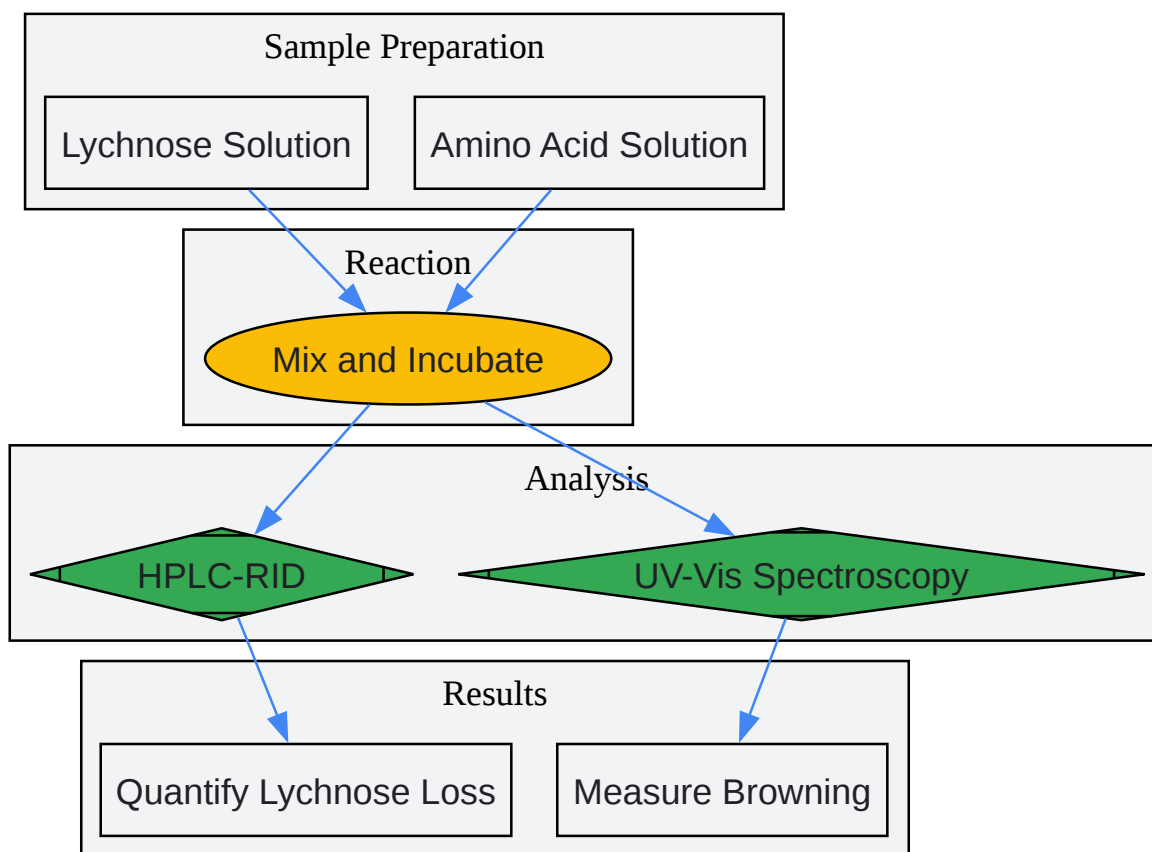 Sample Preparation
Lychnose Solution
Amino Acid Solution
Reaction
Mix and Incubate
Analysis
HPLC-RID
UV-Vis Spectroscopy
Results
Quantify Lychnose Loss
Measure Browning